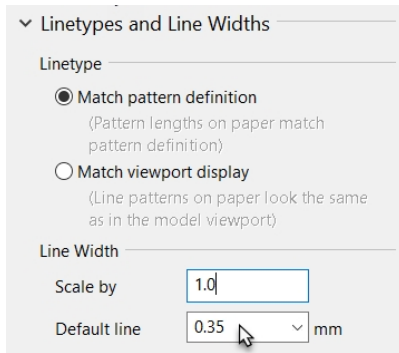 Linetypes and Line Widths
Linetype
Match pattern definition
(Pattern lengths on paper match
pattern definition)
Match viewport display
(Line patterns on paper look the same
as in the model viewport)
Line Width
Scale by 1.0
Default line 0.35 mm